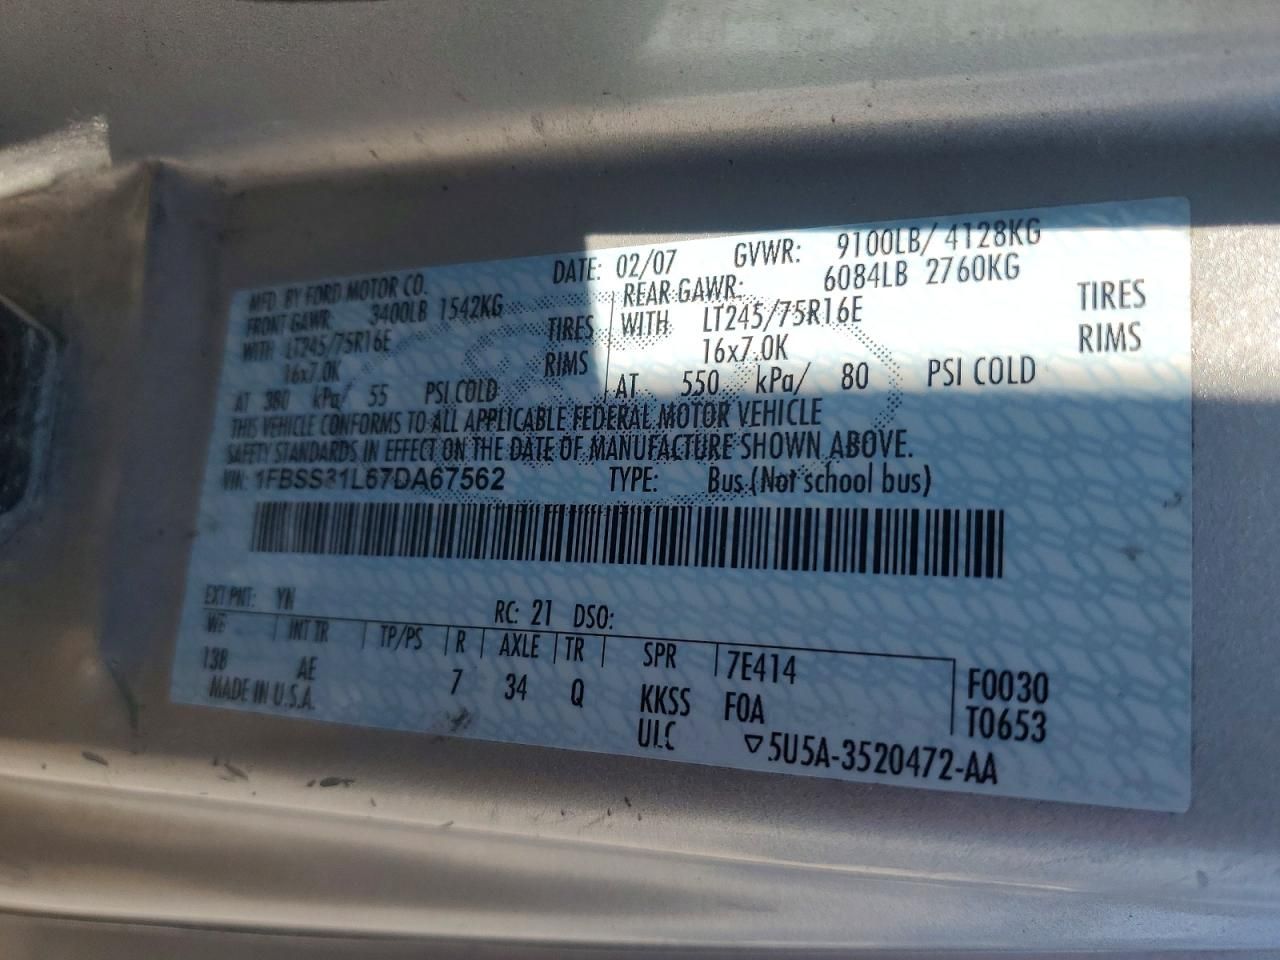 MFD. BY FORD MOTOR CO.
DATE: 02/07 GVWR: 9100LB/ 4128KG
FRONT GAWR: 3400LB 1542KG
REAR GAWR: 6084LB 2760KG
WITH LT245/75R16E TIRES
WITH LT245/75R16E TIRES
16x7.0K RIMS
16x7.0K RIMS
AT 380 kPa/ 55 PSI COLD
AT 550 kPa/ 80 PSI COLD
THIS VEHICLE CONFORMS TO ALL APPLICABLE FEDERAL MOTOR VEHICLE
SAFETY STANDARDS IN EFFECT ON THE DATE OF MANUFACTURE SHOWN ABOVE.
VIN: 1FBSS31L67DA67562 TYPE: Bus (Not school bus)
EXT PNT: YN RC: 21 DSO:
WB INT TR TP/PS R AXLE TR SPR 7E414 F0030
13B AE 7 34 Q KKSS F0A T0653
MADE IN U.S.A. ULC ▽5U5A-3520472-AA